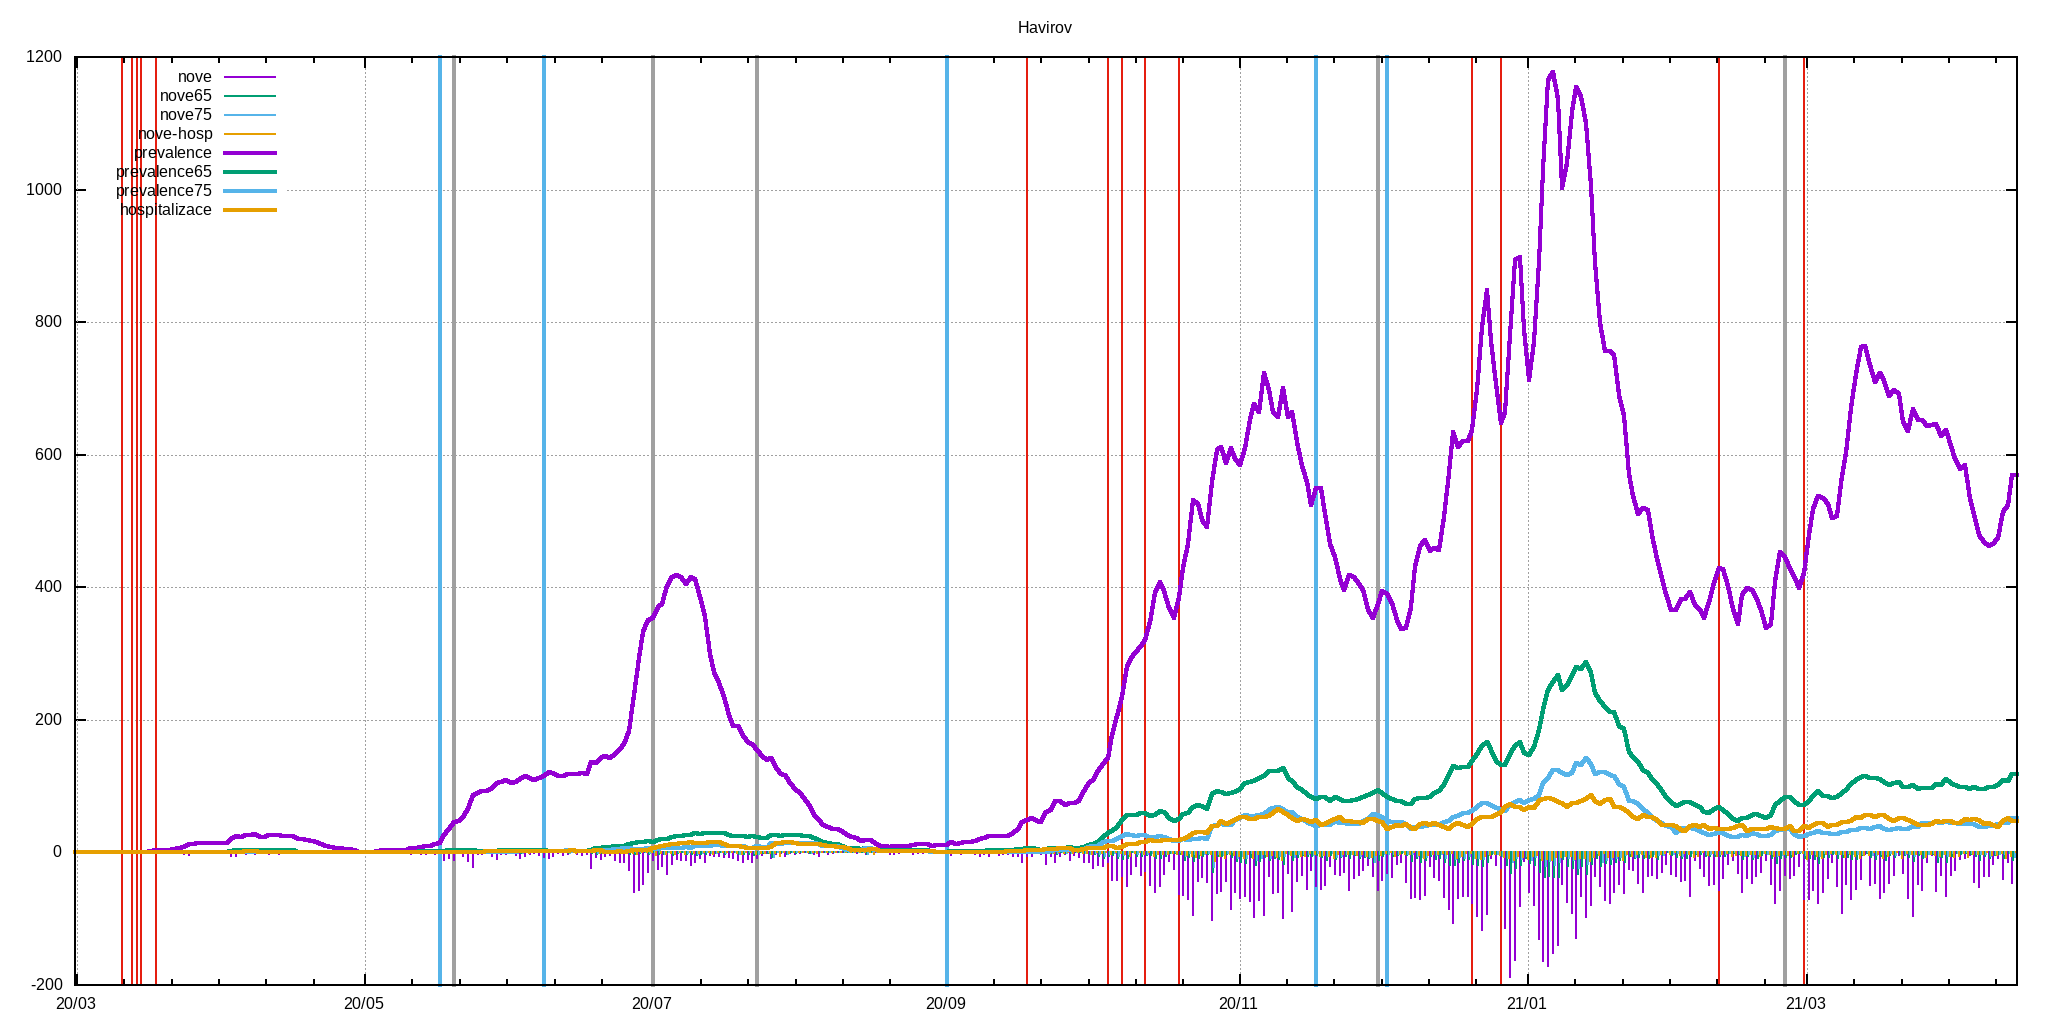 Havirov
1200
1000
800
600
400
200
0
-200
nove
nove65
nove75
nove-hosp
prevalence
prevalence65
prevalence75
hospitalizace
20/03 20/05 20/07 20/09 20/11 21/01 21/03